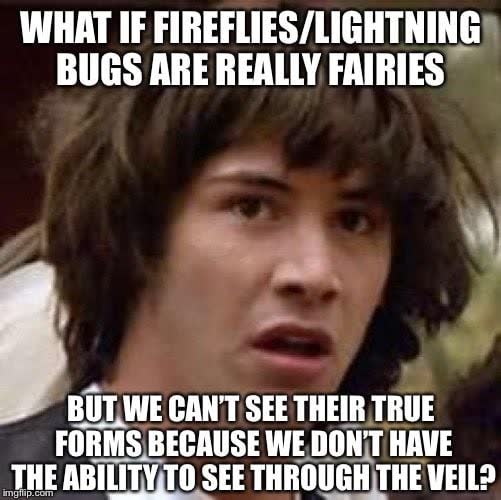 WHAT IF FIREFLIES/LIGHTNING
BUGS ARE REALLY FAIRIES
BUT WE CAN'T SEE THEIR TRUE
FORMS BECAUSE WE DON'T HAVE
THE ABILITY TO SEE THROUGH THE VEIL?
imgflip.com